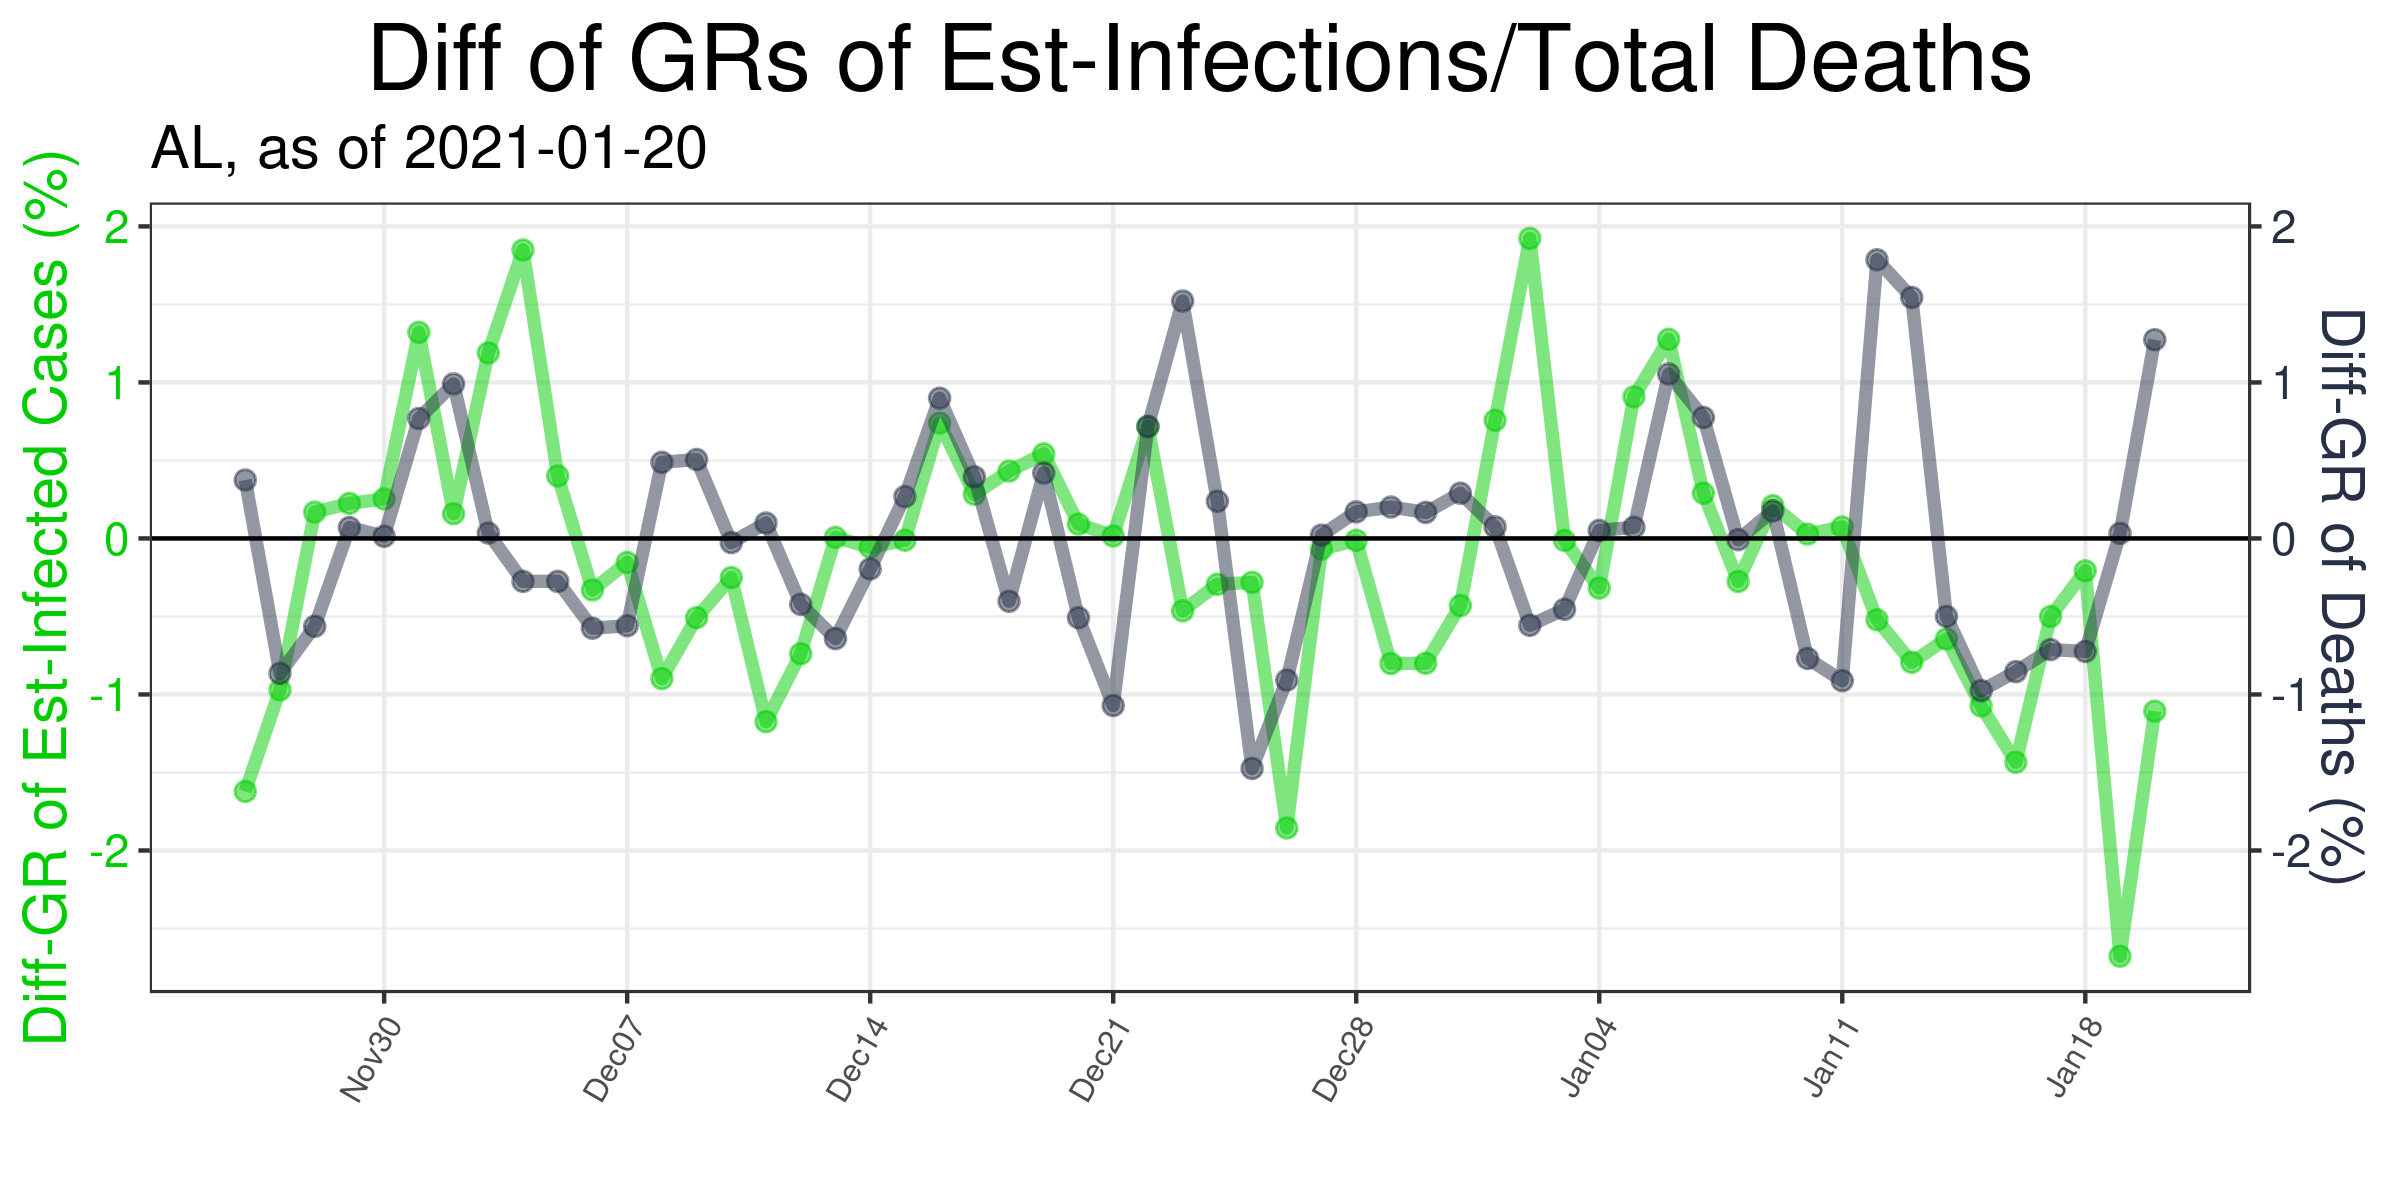 Diff of GRs of Est-Infections/Total Deaths
AL, as of 2021-01-20
Diff-GR of Est-Infected Cases (%)
2
1
0
-1
-2
2
1
0
-1
-2
Diff-GR of Deaths (%)
Nov30
Dec07
Dec14
Dec21
Dec28
Jan04
Jan11
Jan18